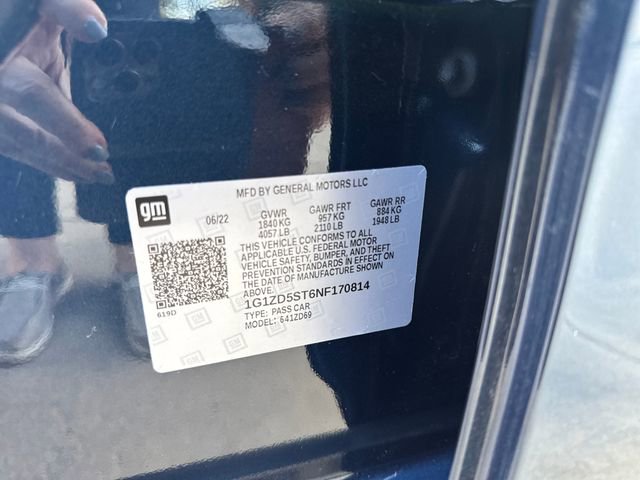 MFD BY GENERAL MOTORS LLC
gm
06/22
GVWR
1840 KG
4057 LB
GAWR FRT
957 KG
2110 LB
GAWR RR
884 KG
1948 LB
THIS VEHICLE CONFORMS TO ALL
APPLICABLE U.S. FEDERAL MOTOR
VEHICLE SAFETY, BUMPER, AND THEFT
PREVENTION STANDARDS IN EFFECT ON
THE DATE OF MANUFACTURE SHOWN
ABOVE.
1G1ZD5ST6NF170814
TYPE: PASS CAR
MODEL: 641ZD69
619D